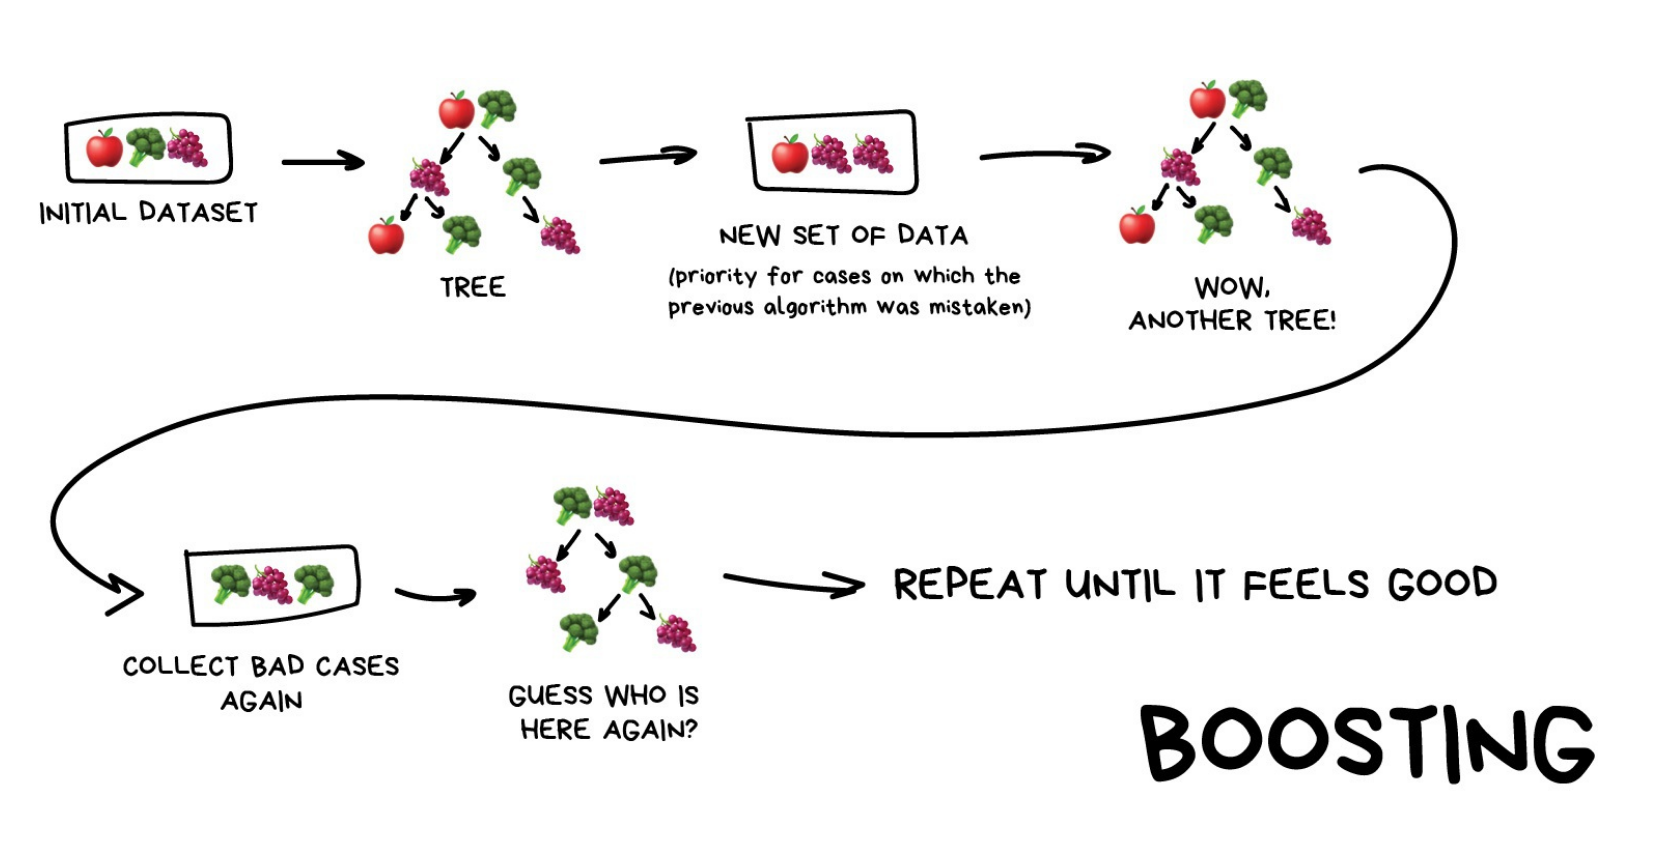 INITIAL DATASET
TREE
NEW SET OF DATA
(priority for cases on which the
previous algorithm was mistaken)
WOW,
ANOTHER TREE!
COLLECT BAD CASES
AGAIN
GUESS WHO IS
HERE AGAIN?
REPEAT UNTIL IT FEELS GOOD
BOOSTING